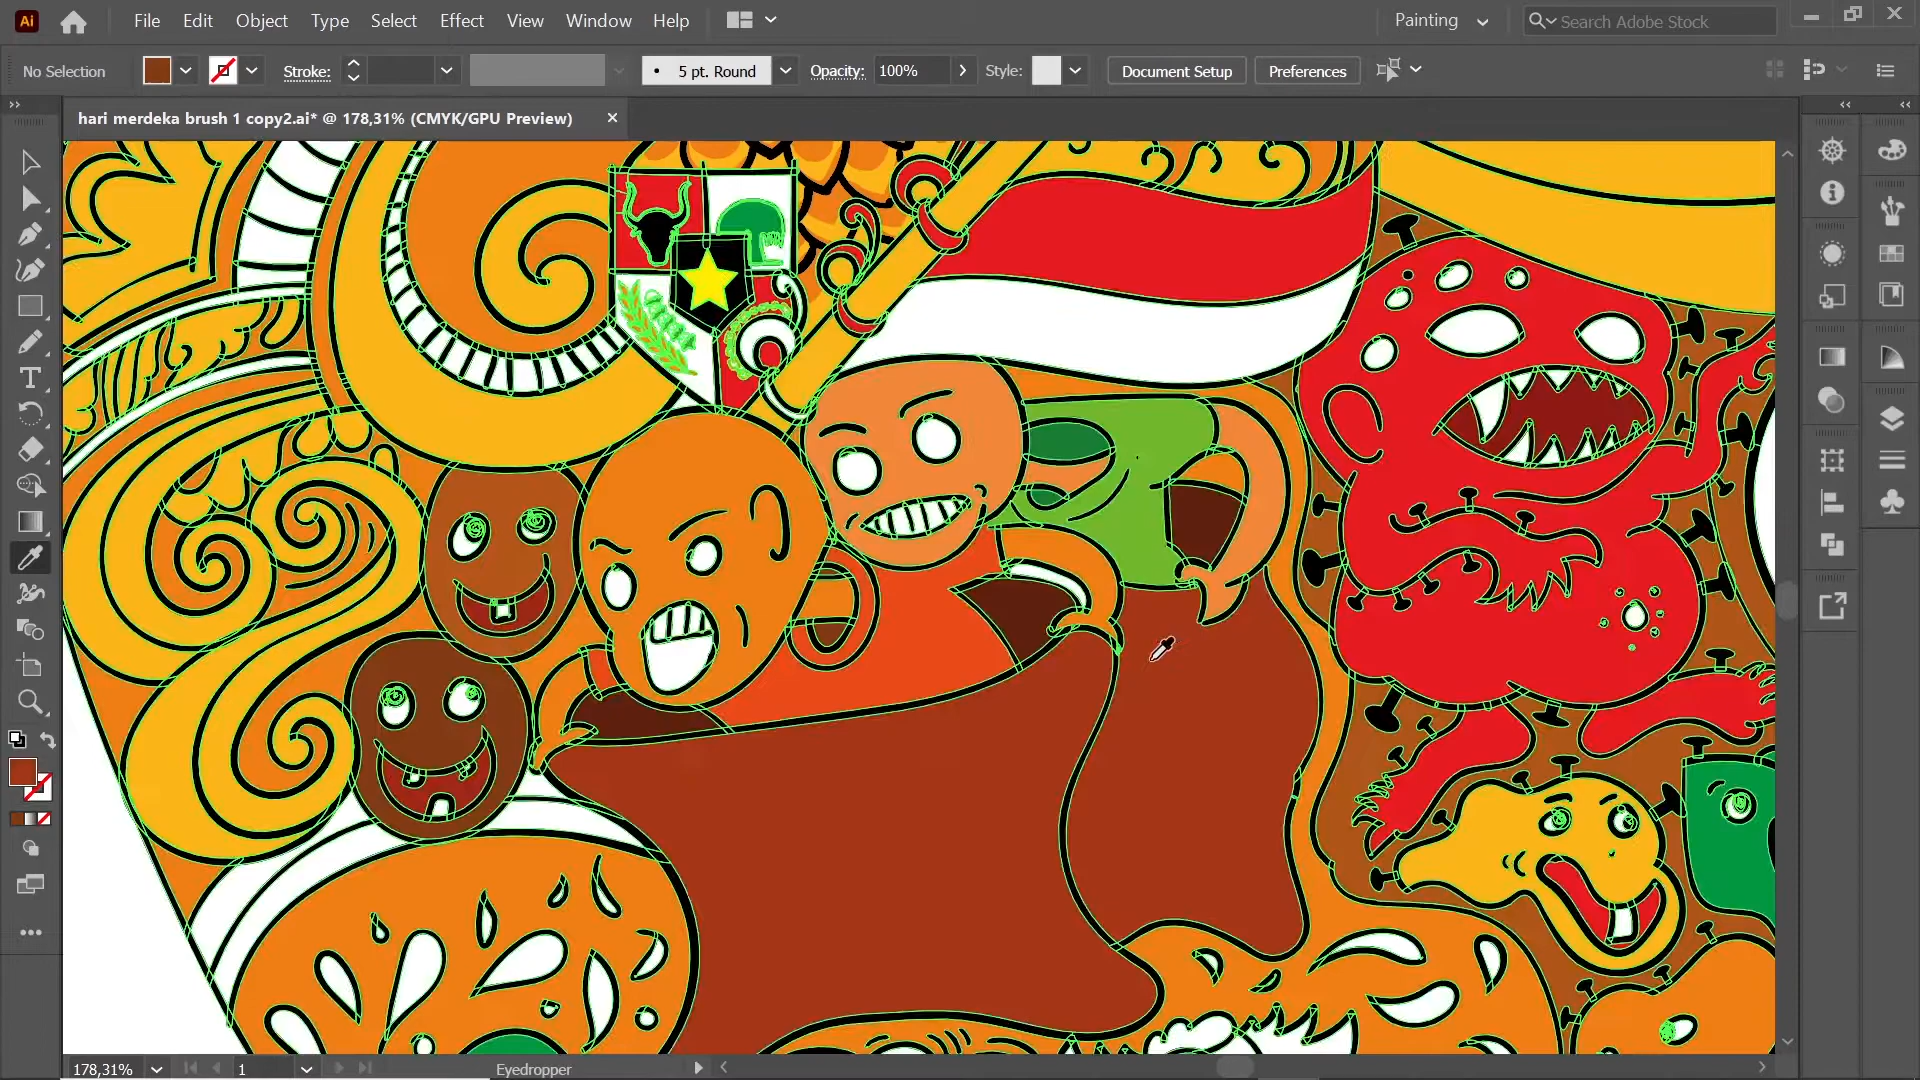 Ai File Edit Object Type Select Effect View Window Help Painting Search Adobe Stock
No Selection Stroke: 5 pt. Round Opacity: 100% Style: Document Setup Preferences
hari merdeka brush 1 copy2.ai* @ 178,31% (CMYK/GPU Preview)
178,31% 1 Eyedropper